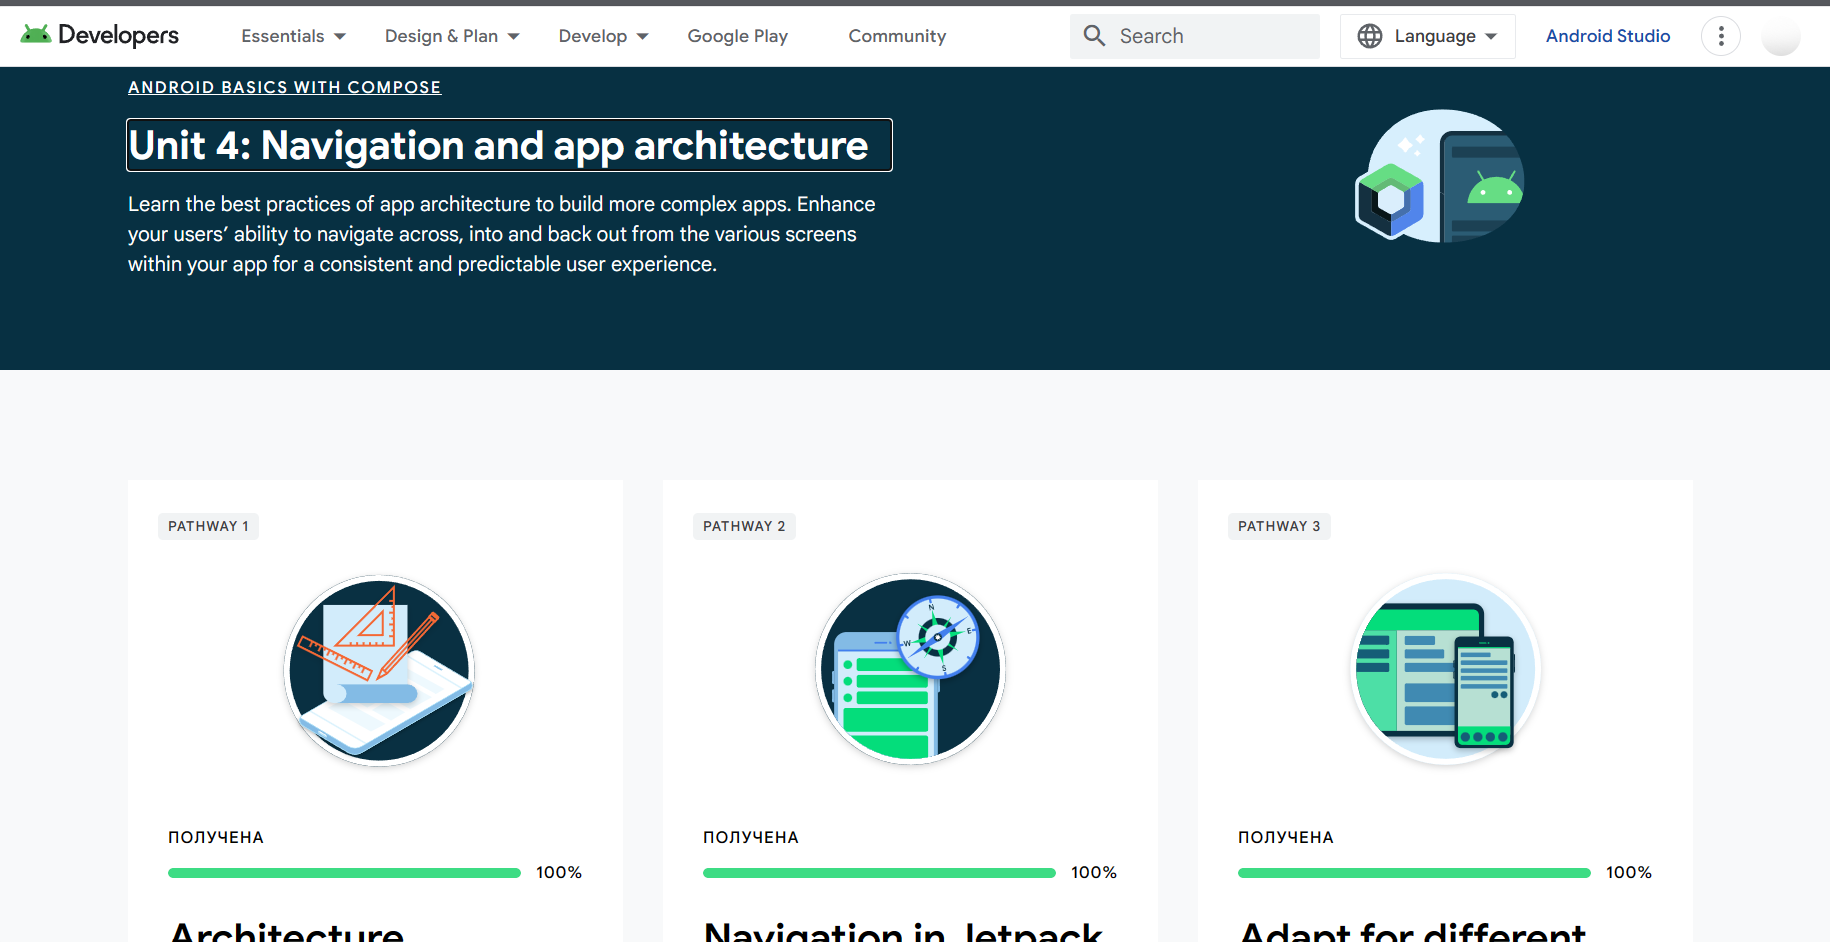 Developers
Essentials
Design & Plan
Develop
Google Play
Community
Search
Language
Android Studio
ANDROID BASICS WITH COMPOSE
Unit 4: Navigation and app architecture
Learn the best practices of app architecture to build more complex apps. Enhance
your users’ ability to navigate across, into and back out from the various screens
within your app for a consistent and predictable user experience.
PATHWAY 1
PATHWAY 2
PATHWAY 3
N
E
S
W
ПОЛУЧЕНА
100%
ПОЛУЧЕНА
100%
ПОЛУЧЕНА
100%
Architecture
Navigation in Jetpack
Adapt for different